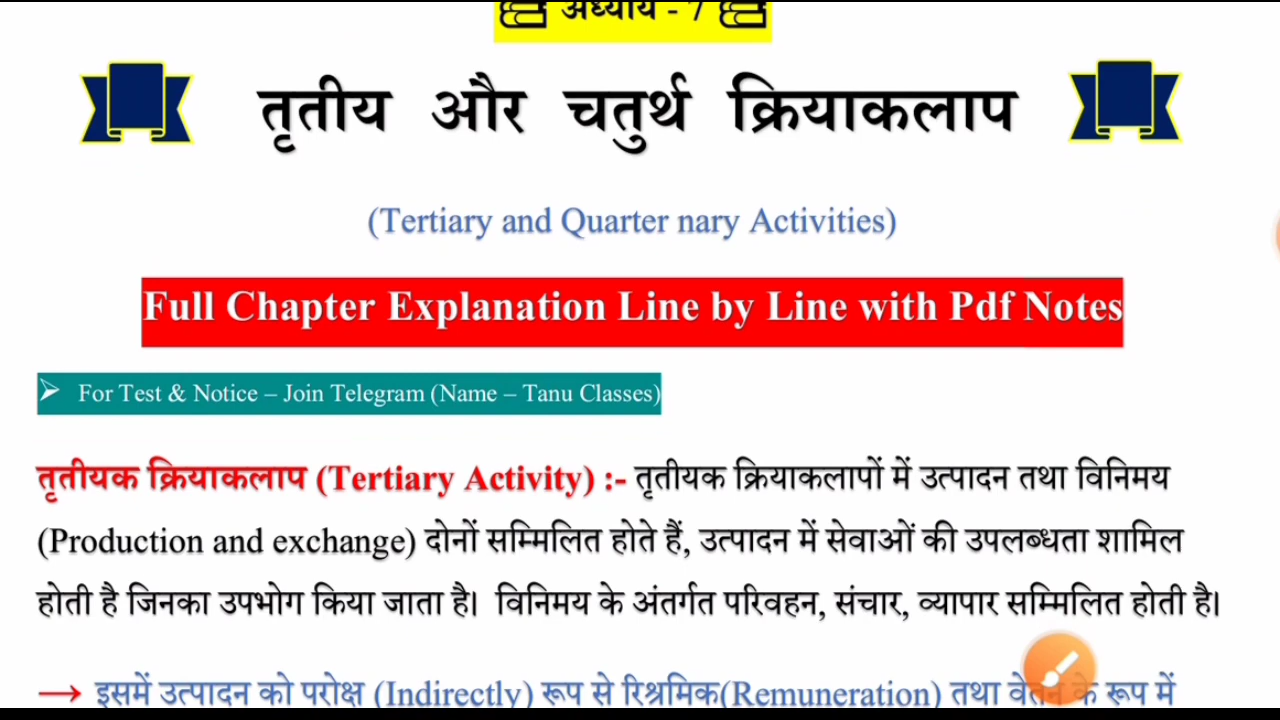 अध्याय - 7
तृतीय और चतुर्थ क्रियाकलाप
(Tertiary and Quarter nary Activities)
Full Chapter Explanation Line by Line with Pdf Notes
➢ For Test & Notice – Join Telegram (Name – Tanu Classes)
तृतीयक क्रियाकलाप (Tertiary Activity) :- तृतीयक क्रियाकलापों में उत्पादन तथा विनिमय
(Production and exchange) दोनों सम्मिलित होते हैं, उत्पादन में सेवाओं की उपलब्धता शामिल
होती है जिनका उपभोग किया जाता है। विनिमय के अंतर्गत परिवहन, संचार, व्यापार सम्मिलित होती है।
→ इसमें उत्पादन को परोक्ष (Indirectly) रूप से रिश्रमिक(Remuneration) तथा वेतन के रूप में